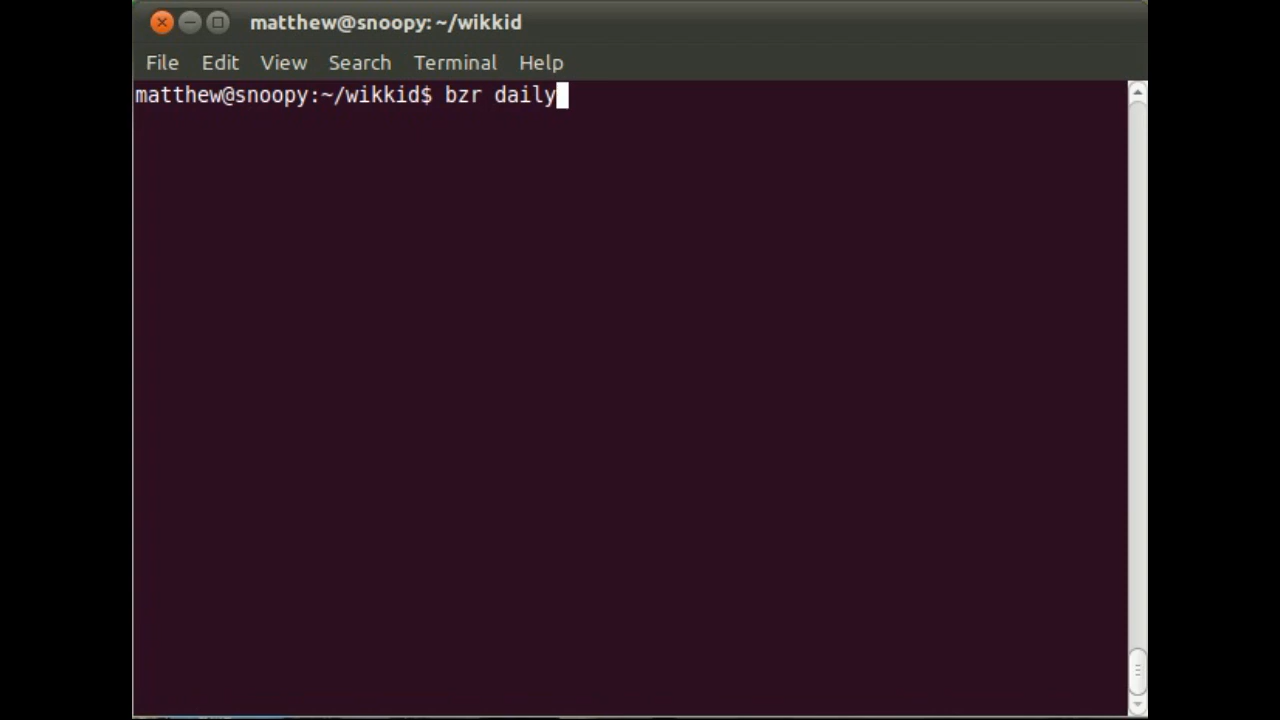 matthew@snoopy: ~/wikkid
File Edit View Search Terminal Help
matthew@snoopy:~/wikkid$ bzr daily